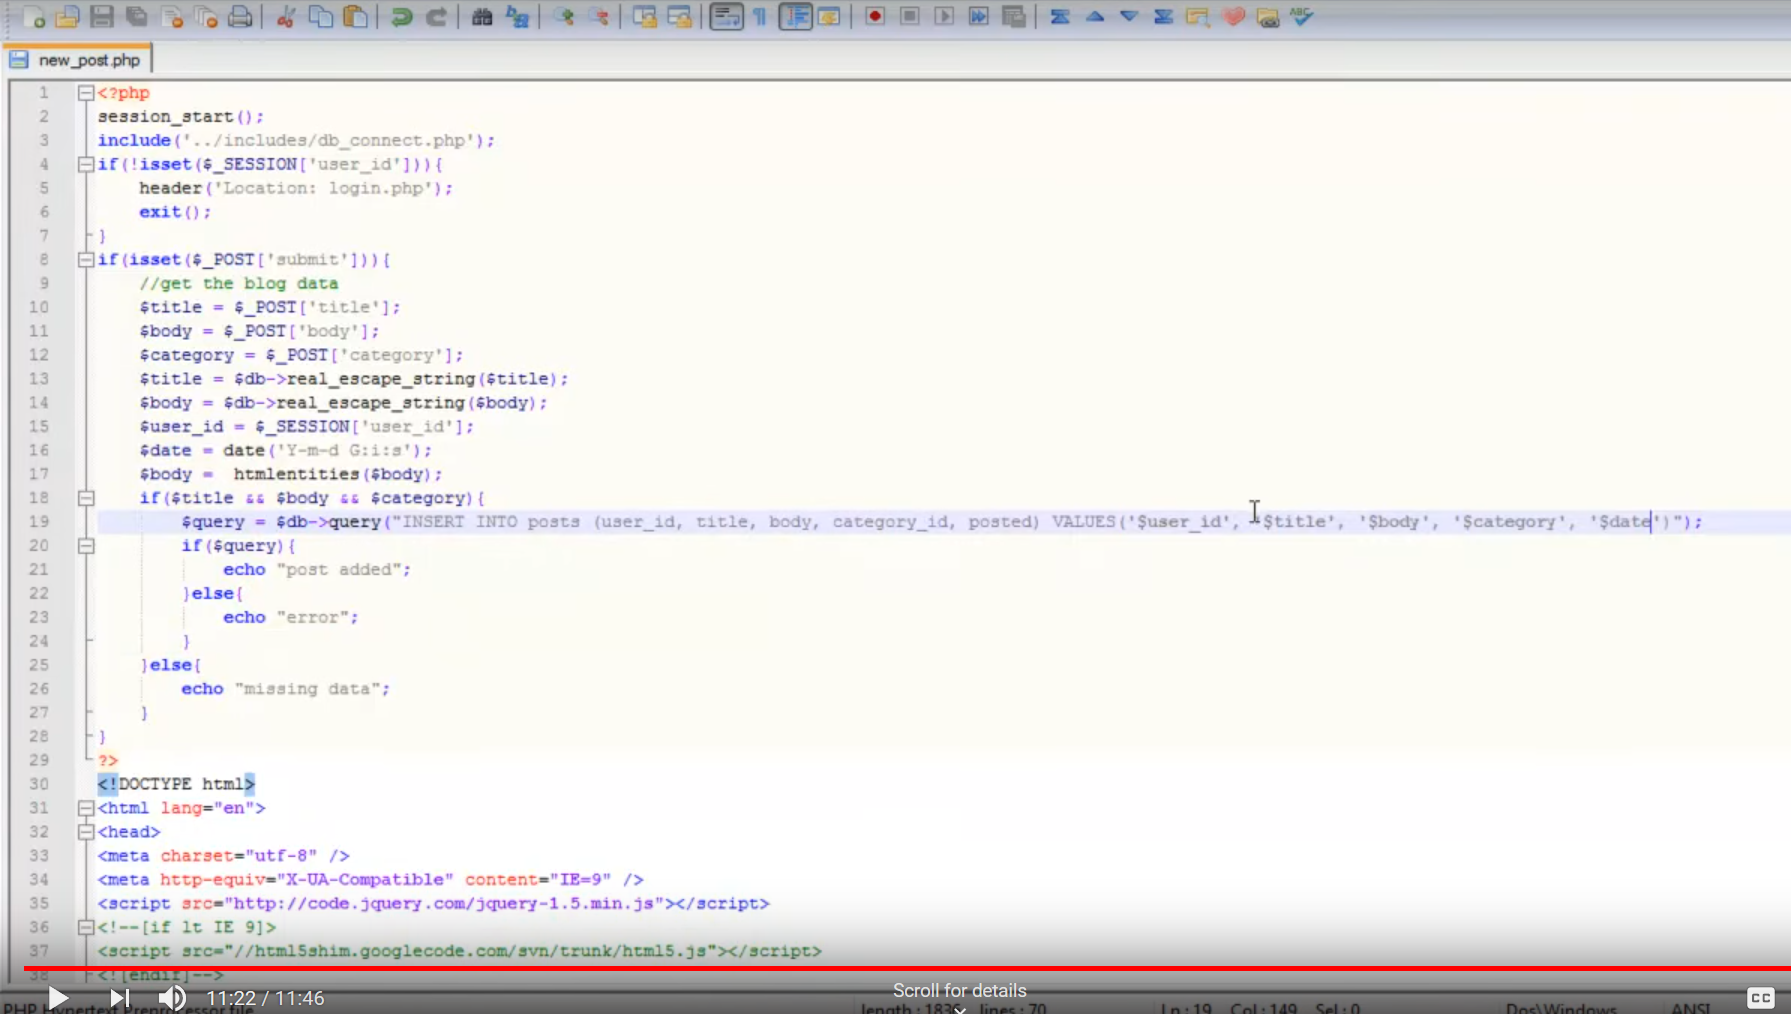 new_post.php
1 <?php
2 session_start();
3 include('../includes/db_connect.php');
4 if(!isset($_SESSION['user_id'])){
5 header('Location: login.php');
6 exit();
7 }
8 if(isset($_POST['submit'])){
9 //get the blog data
10 $title = $_POST['title'];
11 $body = $_POST['body'];
12 $category = $_POST['category'];
13 $title = $db->real_escape_string($title);
14 $body = $db->real_escape_string($body);
15 $user_id = $_SESSION['user_id'];
16 $date = date('Y-m-d G:i:s');
17 $body =  htmlentities($body);
18 if($title && $body && $category){
19 $query = $db->query("INSERT INTO posts (user_id, title, body, category_id, posted) VALUES('$user_id', '$title', '$body', '$category', '$date')");
20 if($query){
21 echo "post added";
22 }else{
23 echo "error";
24 }
25 }else{
26 echo "missing data";
27 }
28 }
29 ?>
30 <!DOCTYPE html>
31 <html lang="en">
32 <head>
33 <meta charset="utf-8" />
34 <meta http-equiv="X-UA-Compatible" content="IE=9" />
35 <script src="http://code.jquery.com/jquery-1.5.min.js"></script>
36 <!--[if lt IE 9]>
37 <script src="//html5shim.googlecode.com/svn/trunk/html5.js"></script>
38 <![endif]-->
11:22 / 11:46
Scroll for details
CC
PHP Hypertext Preprocessor file
length : 1836 lines : 70
Ln : 19 Col : 149 Sel : 0
Dos\Windows
ANSI